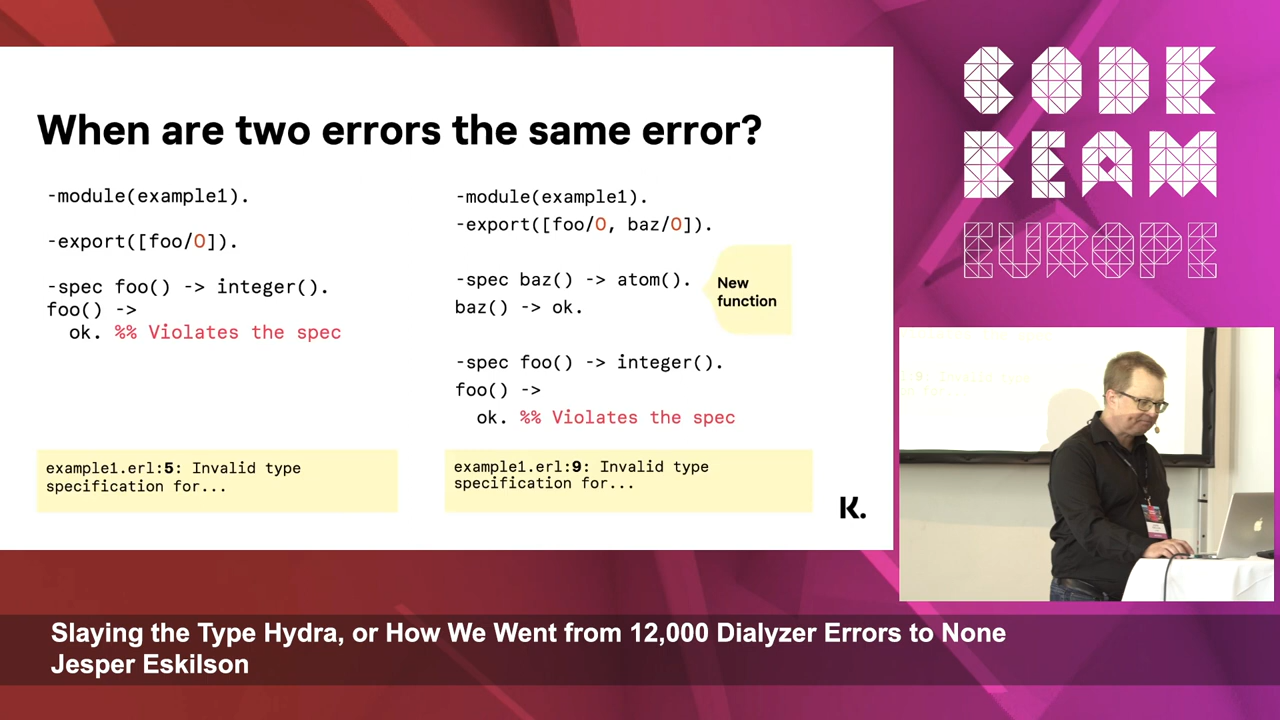 When are two errors the same error?
-module(example1).
-export([foo/0]).
-spec foo() -> integer().
foo() ->
ok. %% Violates the spec
example1.erl:5: Invalid type
specification for...
-module(example1).
-export([foo/0, baz/0]).
-spec baz() -> atom().
baz() -> ok.
New
function
-spec foo() -> integer().
foo() ->
ok. %% Violates the spec
example1.erl:9: Invalid type
specification for...
K.
CODE
BEAM
EUROPE
Slaying the Type Hydra, or How We Went from 12,000 Dialyzer Errors to None
Jesper Eskilson